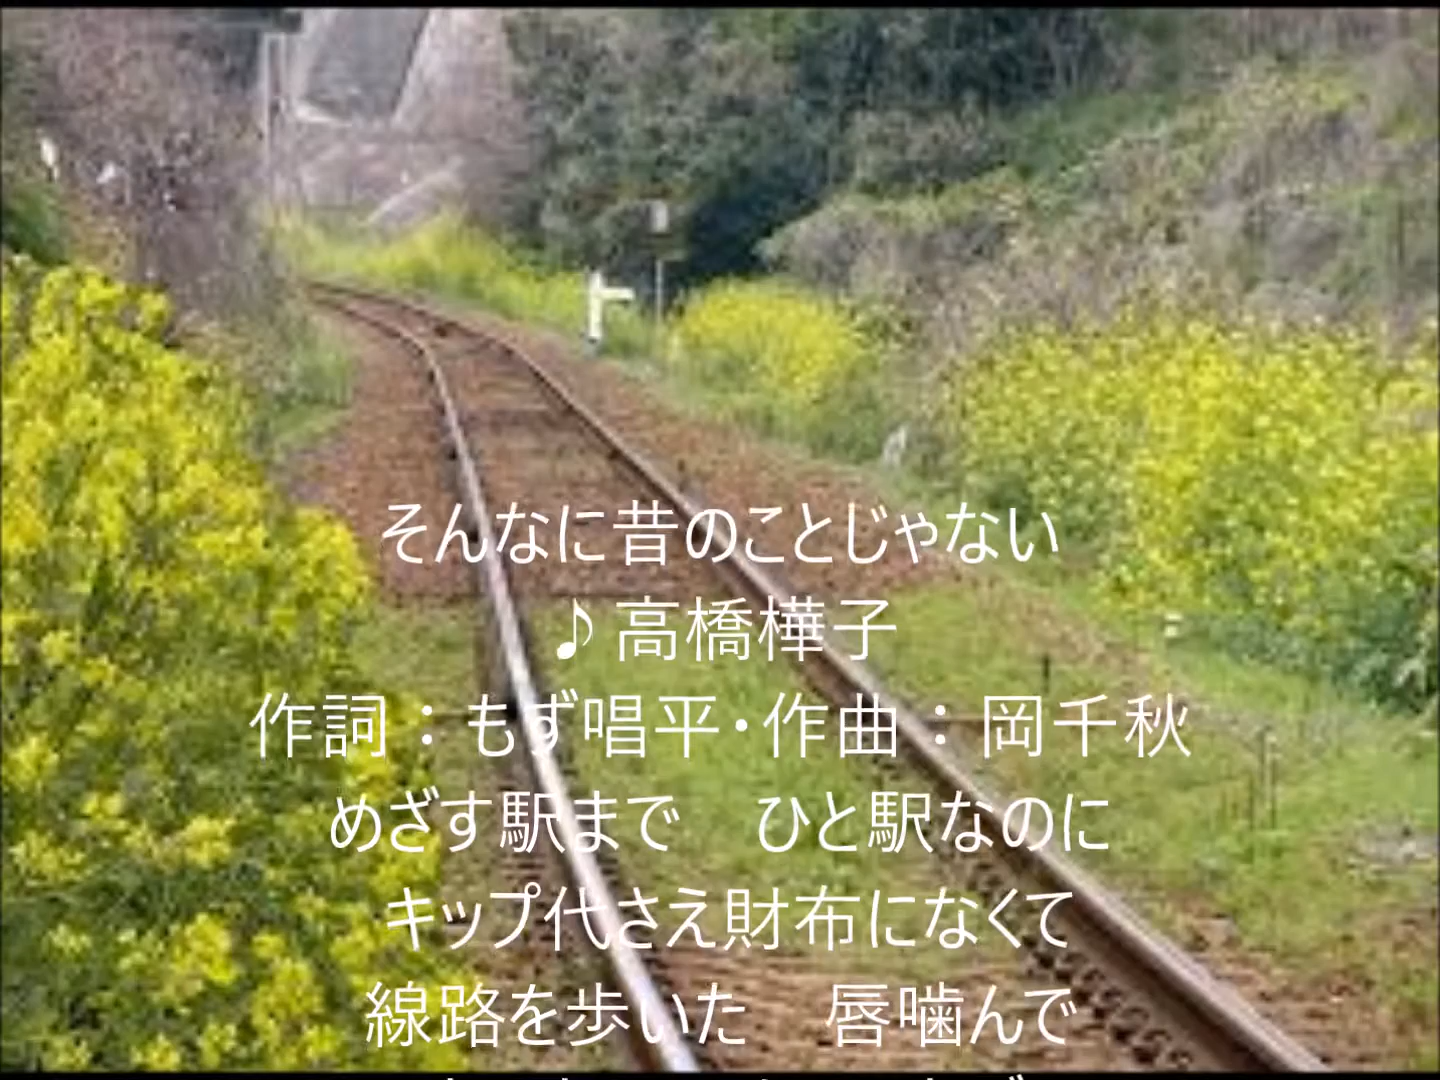 そんなに昔のことじゃない
♪高橋樺子
作詞：もず唱平・作曲：岡千秋
めざす駅まで　ひと駅なのに
キップ代さえ財布になくて
線路を歩いた　唇噛んで